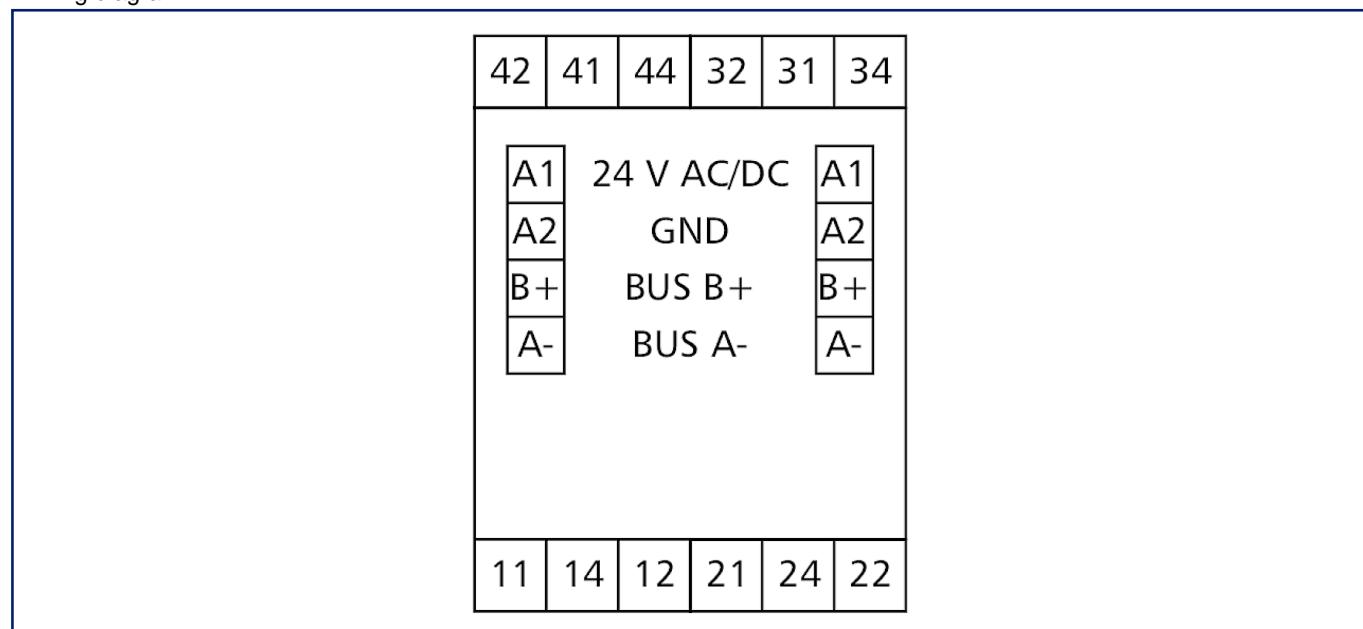 42 41 44 32 31 34
A1 24 V AC/DC A1
A2 GND A2
B+ BUS B+ B+
A- BUS A- A-
11 14 12 21 24 22